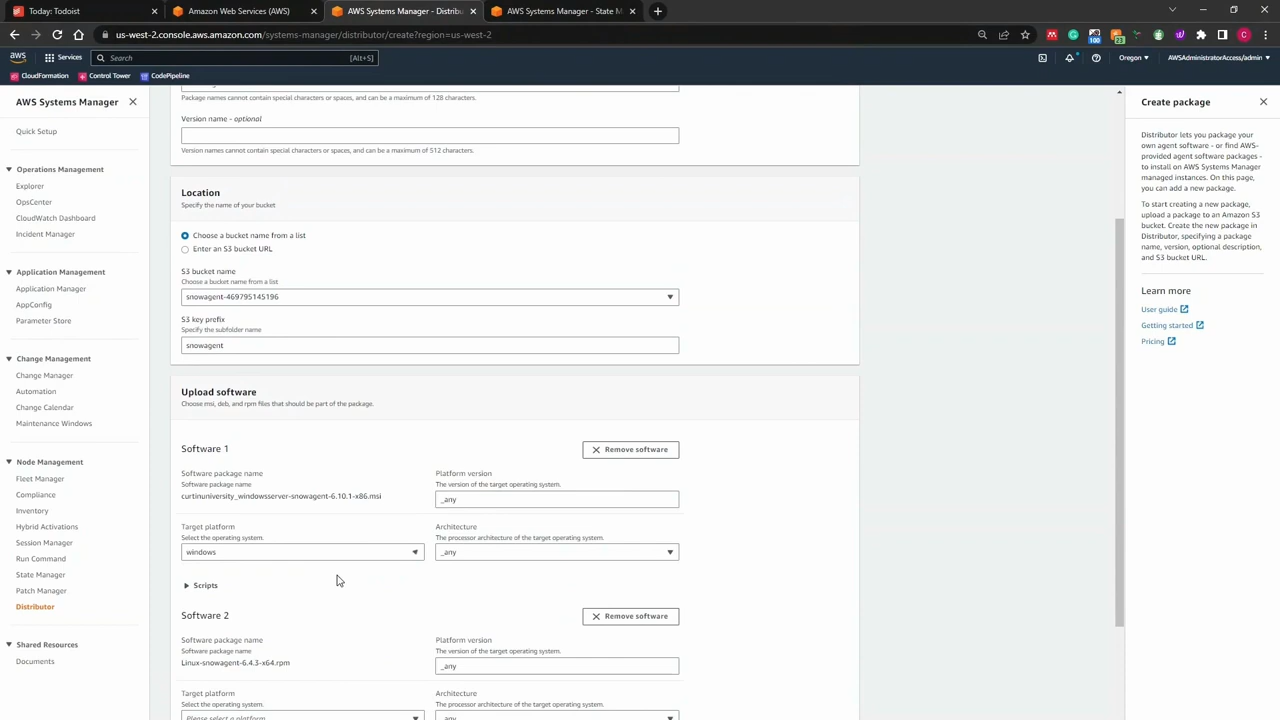 Today: Todoist
Amazon Web Services (AWS)
AWS Systems Manager - Distribu
AWS Systems Manager - State M
us-west-2.console.aws.amazon.com/systems-manager/distributor/create?region=us-west-2
aws
Services
Search
[Alt+S]
Oregon
AWSAdministratorAccess/admin
CloudFormation
Control Tower
CodePipeline
AWS Systems Manager
Quick Setup
Operations Management
Explorer
OpsCenter
CloudWatch Dashboard
Incident Manager
Application Management
Application Manager
AppConfig
Parameter Store
Change Management
Change Manager
Automation
Change Calendar
Maintenance Windows
Node Management
Fleet Manager
Compliance
Inventory
Hybrid Activations
Session Manager
Run Command
State Manager
Patch Manager
Distributor
Shared Resources
Documents
Package names cannot contain special characters or spaces, and can be a maximum of 128 characters.
Version name - optional
Version names cannot contain special characters or spaces, and can be a maximum of 512 characters.
Location
Specify the name of your bucket
Choose a bucket name from a list
Enter an S3 bucket URL
S3 bucket name
Choose a bucket name from a list
snowagent-469795145196
S3 key prefix
Specify the subfolder name
snowagent
Upload software
Choose msi, deb, and rpm files that should be part of the package.
Software 1
Remove software
Software package name
Software package name
curtinuniversity_windowsserver-snowagent-6.10.1-x86.msi
Platform version
The version of the target operating system.
_any
Target platform
Select the operating system.
windows
Architecture
The processor architecture of the target operating system.
_any
Scripts
Software 2
Remove software
Software package name
Software package name
Linux-snowagent-6.4.3-x64.rpm
Platform version
The version of the target operating system.
_any
Target platform
Select the operating system.
Please select a platform
Architecture
The processor architecture of the target operating system.
_any
Create package
Distributor lets you package your
own agent software - or find AWS-
provided agent software packages -
to install on AWS Systems Manager
managed instances. On this page,
you can add a new package.
To start creating a new package,
upload a package to an Amazon S3
bucket. Create the new package in
Distributor, specifying a package
name, version, optional description,
and S3 bucket URL.
Learn more
User guide
Getting started
Pricing